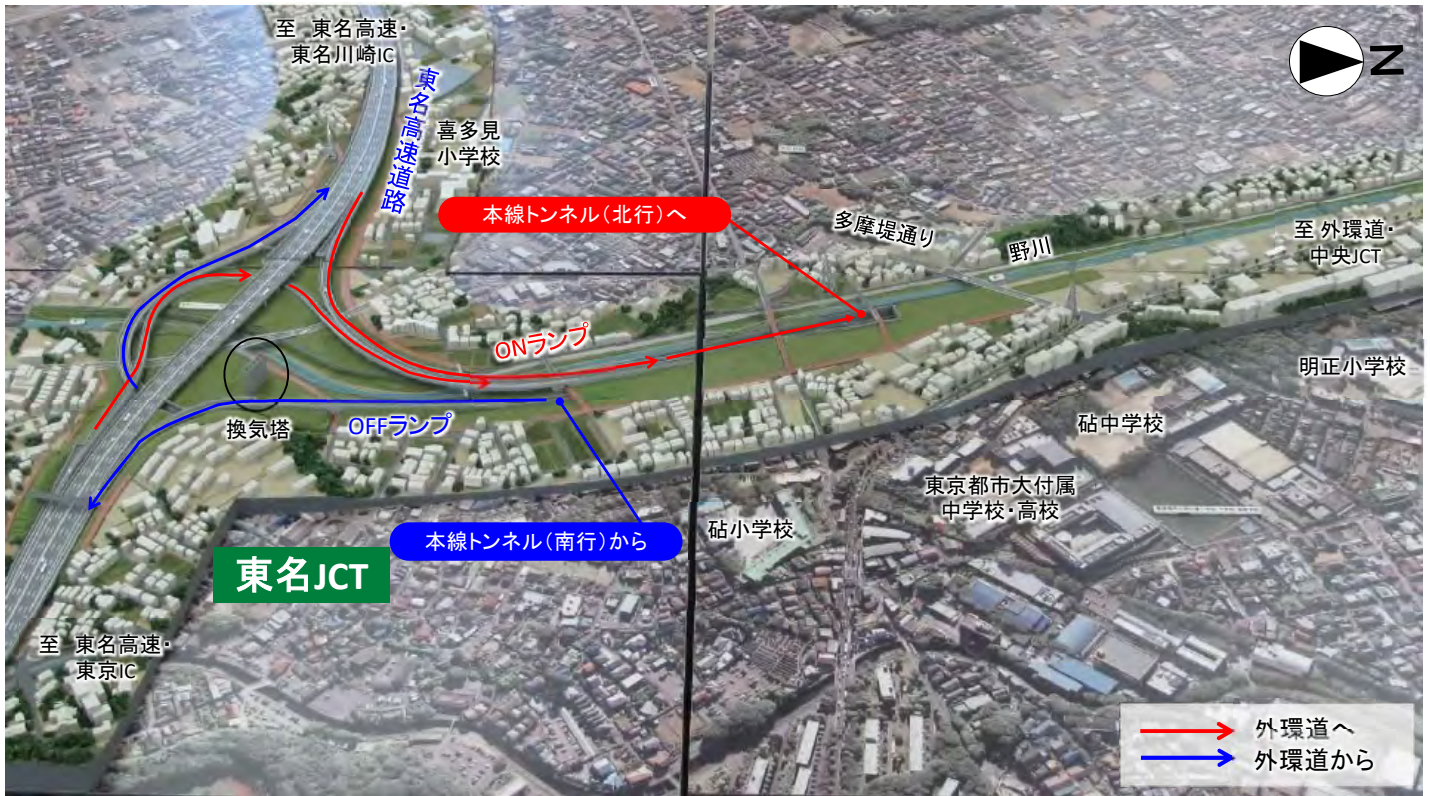 至 東名高速・
東名川崎IC
東名高速道路
喜多見
小学校
N
本線トンネル(北行)へ
多摩堤通り
野川
至 外環道・
中央JCT
ONランプ
明正小学校
換気塔
OFFランプ
砧中学校
東京都市大付属
中学校・高校
本線トンネル(南行)から
砧小学校
東名JCT
至 東名高速・
東京IC
外環道へ
外環道から